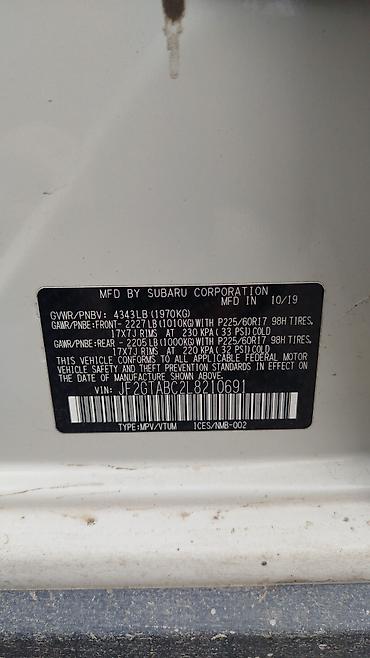 MFD BY SUBARU CORPORATION
MFD IN 10/19
GVWR/PNBV: 4343LB(1970KG)
GAWR/PNBE:FRONT- 2227LB(1010KG)WITH P225/60R17 98H TIRES,
17X7J RIMS AT 230 KPA(33 PSI)COLD
GAWR/PNBE:REAR - 2205LB(1000KG)WITH P225/60R17 98H TIRES,
17X7J RIMS AT 220 KPA(32 PSI)COLD
THIS VEHICLE CONFORMS TO ALL APPLICABLE FEDERAL MOTOR
VEHICLE SAFETY AND THEFT PREVENTION STANDARDS IN EFFECT ON
THE DATE OF MANUFACTURE SHOWN ABOVE.
VIN: JF2GTABC2L8210691
TYPE:MPV/VTUM ICES/NMB-002